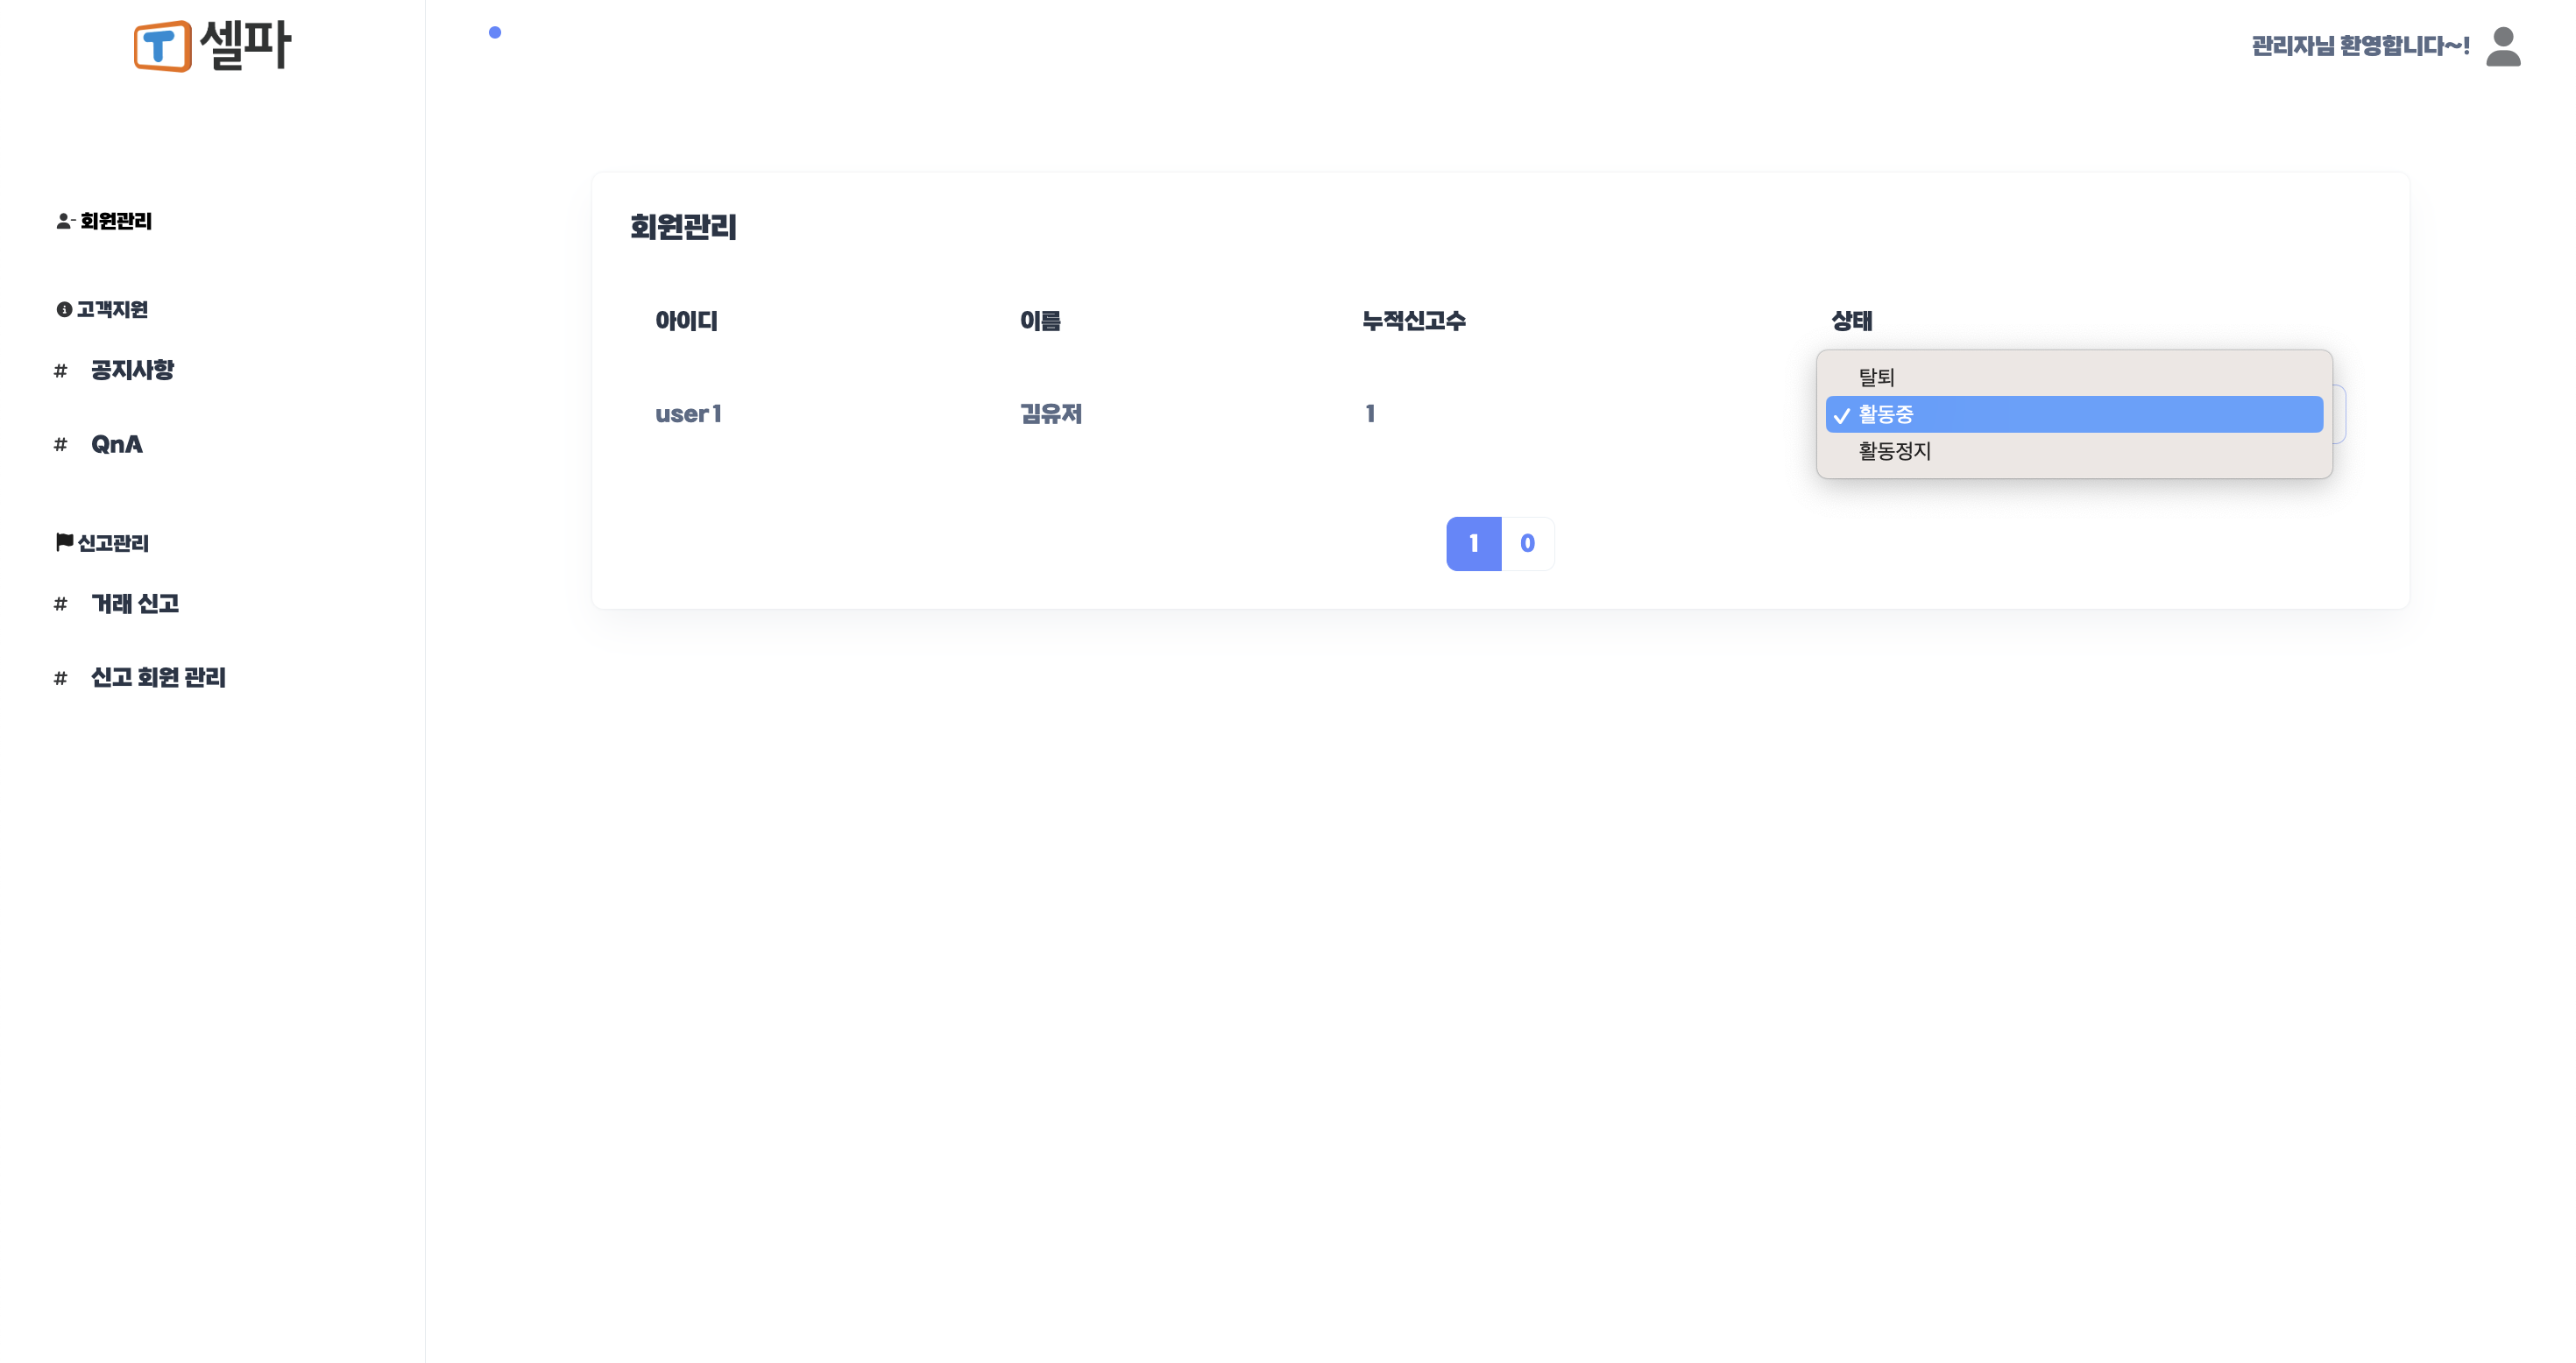 T 셀파
관리자님 환영합니다~!
회원관리
고객지원
# 공지사항
# QnA
신고관리
# 거래 신고
# 신고 회원 관리
회원관리
아이디 이름 누적신고수 상태
탈퇴
user1 김유저 1 ✓ 활동중
활동정지
1 0